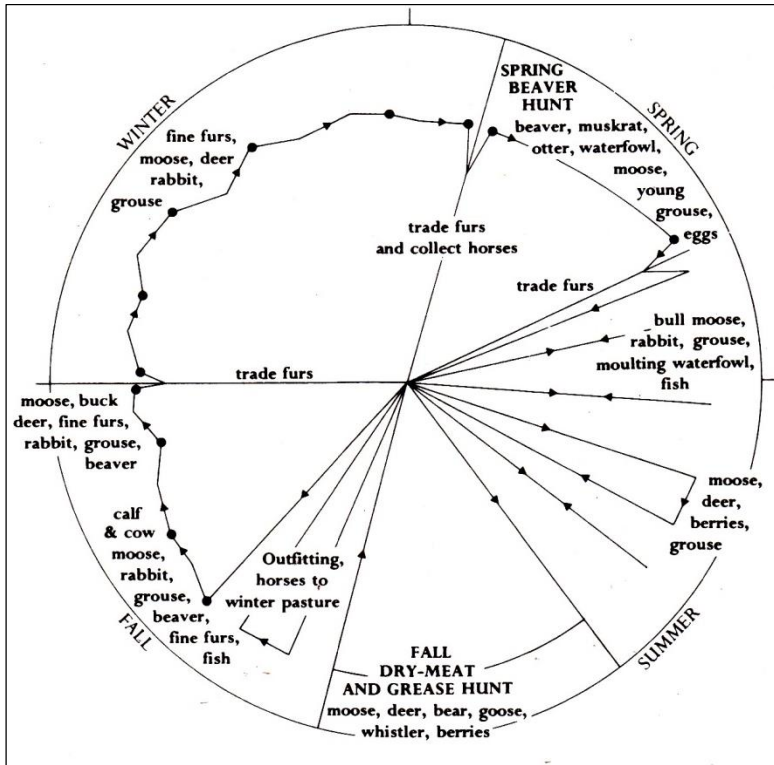 WINTER
fine furs,
moose, deer
rabbit,
grouse
SPRING
BEAVER
HUNT
beaver, muskrat,
otter, waterfowl,
moose,
young
grouse,
eggs
SPRING
trade furs
and collect horses
trade furs
bull moose,
rabbit, grouse,
moulting waterfowl,
fish
trade furs
moose, buck
deer, fine furs,
rabbit, grouse,
beaver
moose,
deer,
berries,
grouse
SUMMER
calf
& cow
moose,
rabbit,
grouse,
beaver,
fine furs,
fish
FALL
Outfitting,
horses to
winter pasture
FALL
DRY-MEAT
AND GREASE HUNT
moose, deer, bear, goose,
whistler, berries